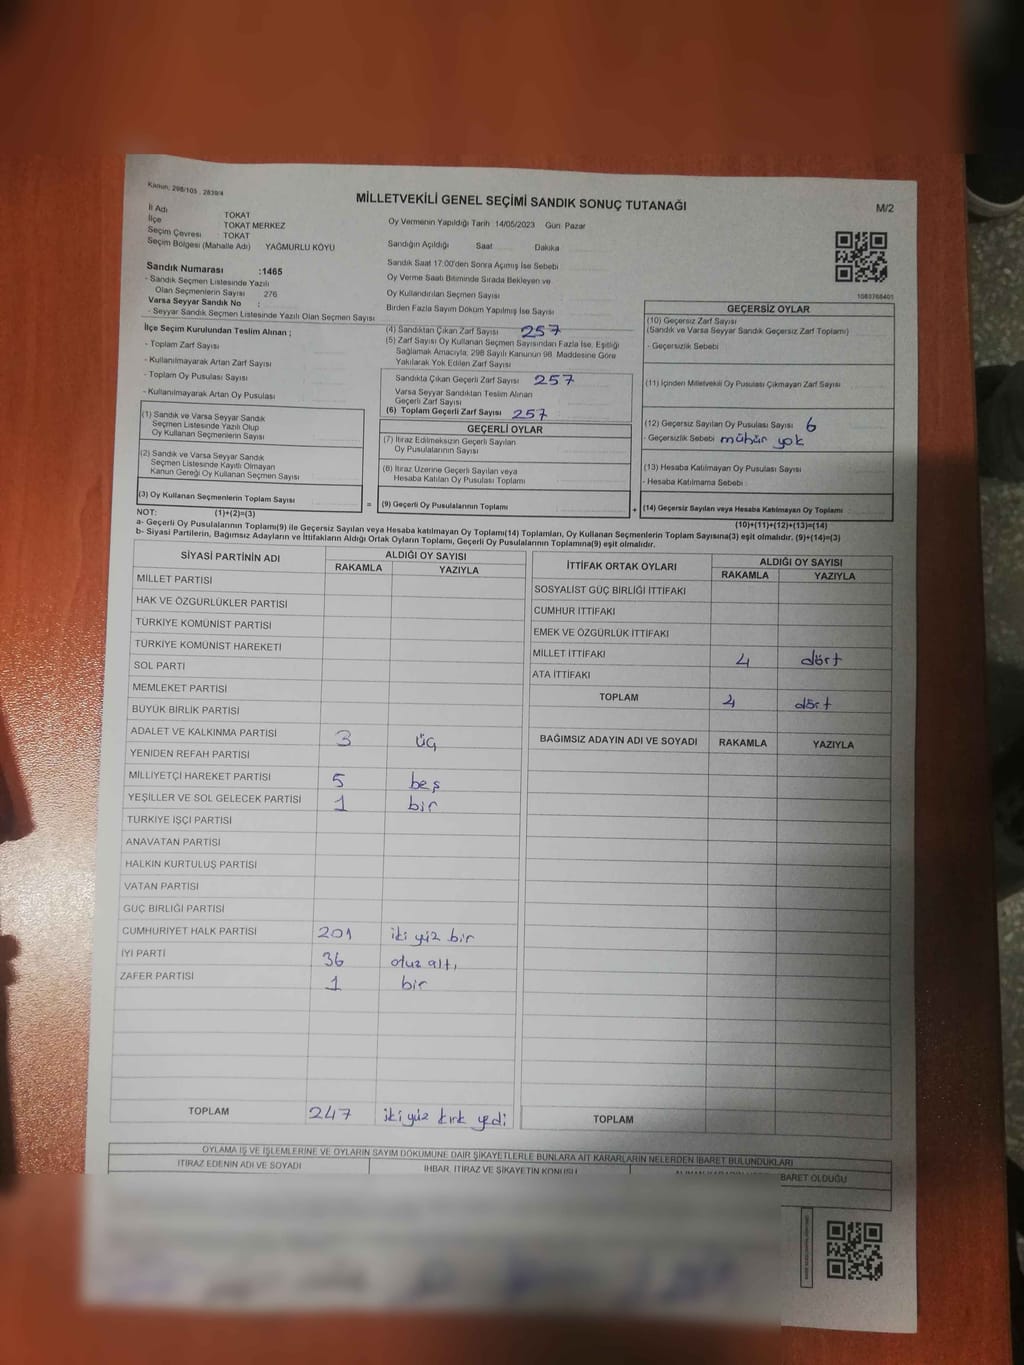 Kanun: 298/105 . 2839/4
MİLLETVEKİLİ GENEL SEÇİMİ SANDIK SONUÇ TUTANAĞI
M/2
İl Adı TOKAT
İlçe TOKAT MERKEZ
Seçim Çevresi TOKAT
Seçim Bölgesi (Mahalle Adı) YAĞMURLU KÖYÜ
Oy Vermenin Yapıldığı Tarih 14/05/2023 Gün: Pazar
Sandığın Açıldığı Saat Dakika
Sandık Saat 17:00'den Sonra Açımış İse Sebebi
Oy Verme Saati Bitiminde Sırada Bekleyen ve
Oy Kullandırılan Seçmen Sayısı
Birden Fazla Sayım Döküm Yapılmış İse Sayısı
Sandık Numarası :1465
- Sandık Seçmen Listesinde Yazılı
Olan Seçmenlerin Sayısı 276
Varsa Seyyar Sandık No :
- Seyyar Sandık Seçmen Listesinde Yazılı Olan Seçmen Sayısı
İlçe Seçim Kurulundan Teslim Alınan ;
- Toplam Zarf Sayısı
- Kullanılmayarak Artan Zarf Sayısı
- Toplam Oy Pusulası Sayısı
- Kullanılmayarak Artan Oy Pusulası
(1) Sandık ve Varsa Seyyar Sandık
Seçmen Listesinde Yazılı Olup
Oy Kullanan Seçmenlerin Sayısı
(2) Sandık ve Varsa Seyyar Sandık
Seçmen Listesinde Kayıtlı Olmayan
Kanun Gereği Oy Kullanan Seçmen Sayısı
(3) Oy Kullanan Seçmenlerin Toplam Sayısı
(4) Sandıktan Çıkan Zarf Sayısı 257
(5) Zarf Sayısı Oy Kullanan Seçmen Sayısından Fazla İse, Eşitliği
Sağlamak Amacıyla, 298 Sayılı Kanunun 98. Maddesine Göre
Yakılarak Yok Edilen Zarf Sayısı
Sandıkta Çıkan Geçerli Zarf Sayısı 257
Varsa Seyyar Sandıktan Teslim Alınan
Geçerli Zarf Sayısı
(6) Toplam Geçerli Zarf Sayısı 257
GEÇERLİ OYLAR
(7) İtiraz Edilmeksizin Geçerli Sayılan
Oy Pusulalarının Sayısı
(8) İtiraz Üzerine Geçerli Sayılan veya
Hesaba Katılan Oy Pusulası Toplamı
= (9) Geçerli Oy Pusulalarının Toplamı
1080768401
GEÇERSİZ OYLAR
(10) Geçersiz Zarf Sayısı
(Sandık ve Varsa Seyyar Sandık Geçersiz Zarf Toplamı)
- Geçersizlik Sebebi
(11) İçinden Milletvekili Oy Pusulası Çıkmayan Zarf Sayısı
(12) Geçersiz Sayılan Oy Pusulası Sayısı 6
- Geçersizlik Sebebi mühür yok
(13) Hesaba Katılmayan Oy Pusulası Sayısı
- Hesaba Katılmama Sebebi
+ (14) Geçersiz Sayılan veya Hesaba Katılmayan Oy Toplamı
NOT: (1)+(2)=(3)
(10)+(11)+(12)+(13)=(14)
a- Geçerli Oy Pusulalarının Toplamı(9) ile Geçersiz Sayılan veya Hesaba katılmayan Oy Toplamı(14) Toplamları, Oy Kullanan Seçmenlerin Toplam Sayısına(3) eşit olmalıdır. (9)+(14)=(3)
b- Siyasi Partilerin, Bağımsız Adayların ve İttifakların Aldığı Ortak Oyların Toplamı, Geçerli Oy Pusulalarının Toplamına(9) eşit olmalıdır.
SİYASİ PARTİNİN ADI ALDIĞI OY SAYISI
RAKAMLA YAZIYLA
MİLLET PARTİSİ
HAK VE ÖZGÜRLÜKLER PARTİSİ
TÜRKİYE KOMÜNİST PARTİSİ
TÜRKİYE KOMÜNİST HAREKETİ
SOL PARTİ
MEMLEKET PARTİSİ
BÜYÜK BİRLİK PARTİSİ
ADALET VE KALKINMA PARTİSİ 3 üç
YENİDEN REFAH PARTİSİ
MİLLİYETÇİ HAREKET PARTİSİ 5 beş
YEŞİLLER VE SOL GELECEK PARTİSİ 1 bir
TÜRKİYE İŞÇİ PARTİSİ
ANAVATAN PARTİSİ
HALKIN KURTULUŞ PARTİSİ
VATAN PARTİSİ
GÜÇ BİRLİĞİ PARTİSİ
CUMHURİYET HALK PARTİSİ 201 iki yüz bir
İYİ PARTİ 36 otuz altı
ZAFER PARTİSİ 1 bir
TOPLAM 247 iki yüz kırk yedi
İTTİFAK ORTAK OYLARI ALDIĞI OY SAYISI
RAKAMLA YAZIYLA
SOSYALİST GÜÇ BİRLİĞİ İTTİFAKI
CUMHUR İTTİFAKI
EMEK VE ÖZGÜRLÜK İTTİFAKI
MİLLET İTTİFAKI 4 dört
ATA İTTİFAKI
TOPLAM 4 dört
BAĞIMSIZ ADAYIN ADI VE SOYADI RAKAMLA YAZIYLA
TOPLAM
OYLAMA İŞ VE İŞLEMLERİNE VE OYLARIN SAYIM DÖKÜMÜNE DAİR ŞİKAYETLERLE BUNLARA AİT KARARLARIN NELERDEN İBARET BULUNDUKLARI
İTİRAZ EDENİN ADI VE SOYADI İHBAR, İTİRAZ VE ŞİKAYETİN KONUSU İBARET OLDUĞU